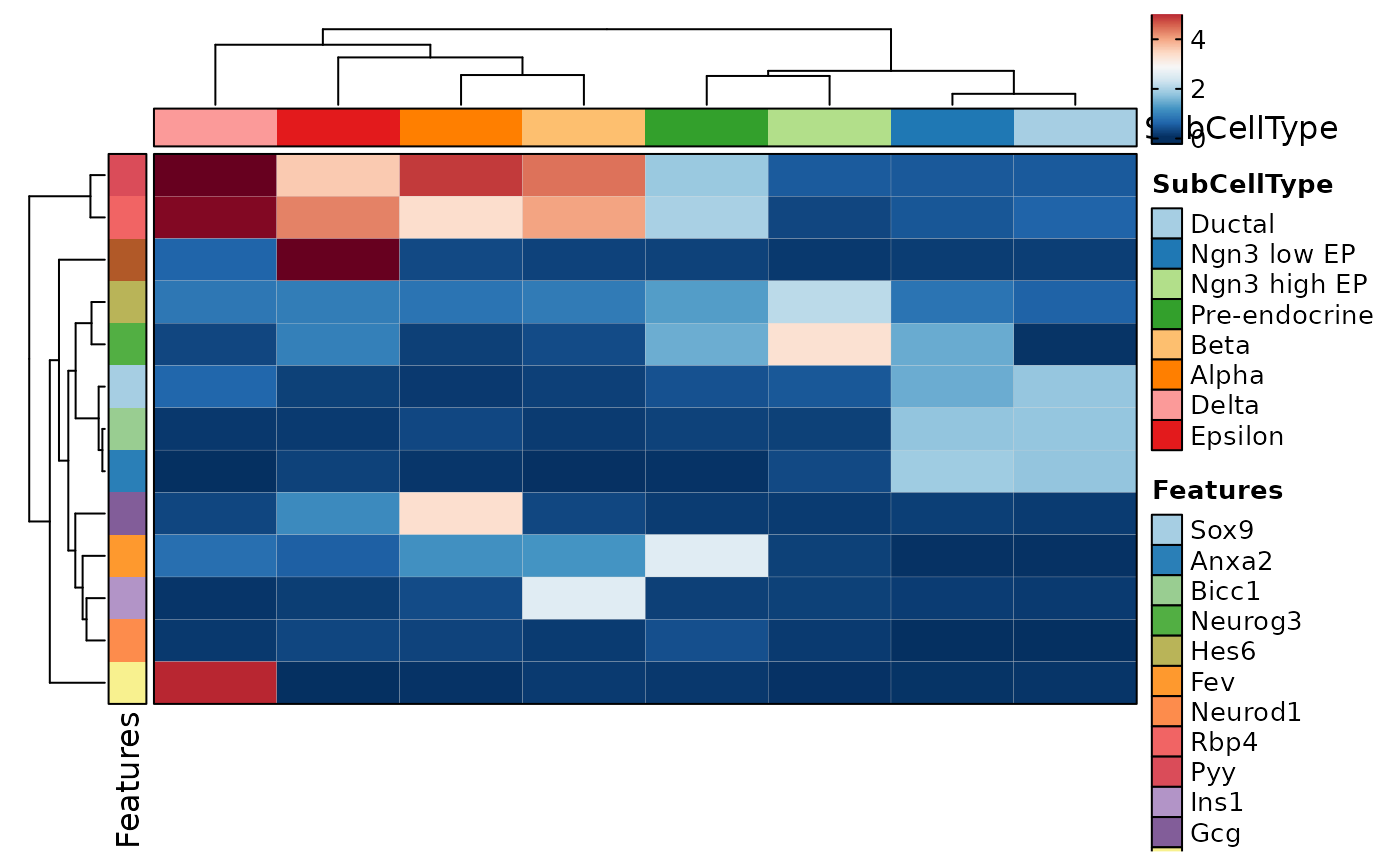 4
2
0
SubCellType
SubCellType
Ductal
Ngn3 low EP
Ngn3 high EP
Pre-endocrine
Beta
Alpha
Delta
Epsilon
Features
Sox9
Anxa2
Bicc1
Neurog3
Hes6
Fev
Neurod1
Rbp4
Pyy
Ins1
Gcg
Features